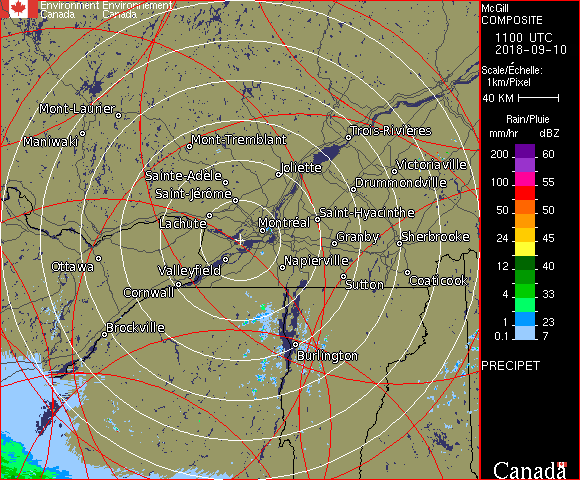 Environment Environnement
Canada Canada
McGill
COMPOSITE
1100 UTC
2018-09-10
Scale/Échelle:
1km/Pixel
40 KM
Rain/Pluie
mm/hr dBZ
200 60
150 57
100 55
50 50
24 45
12 40
4 33
1 23
0.1 7
PRECIPET
Canada
Mont-Laurier
Maniwaki
Mont-Tremblant
Trois-Rivières
Sainte-Adèle
Joliette
Victoriaville
Saint-Jérôme
Drummondville
Lachute
Montréal
Saint-Hyacinthe
Granby
Sherbrooke
Ottawa
Valleyfield
Napierville
Cornwall
Sutton
Coaticook
Brockville
Burlington